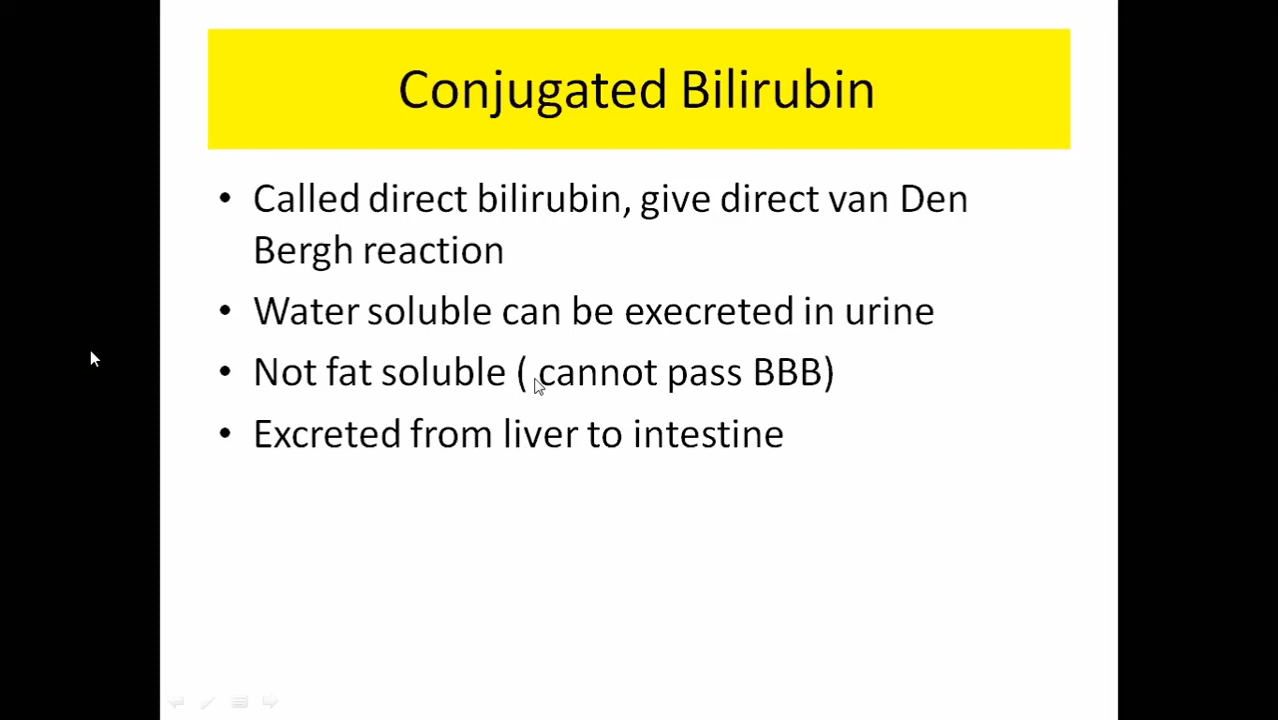 Conjugated Bilirubin
• Called direct bilirubin, give direct van Den
Bergh reaction
• Water soluble can be execreted in urine
• Not fat soluble ( cannot pass BBB)
• Excreted from liver to intestine